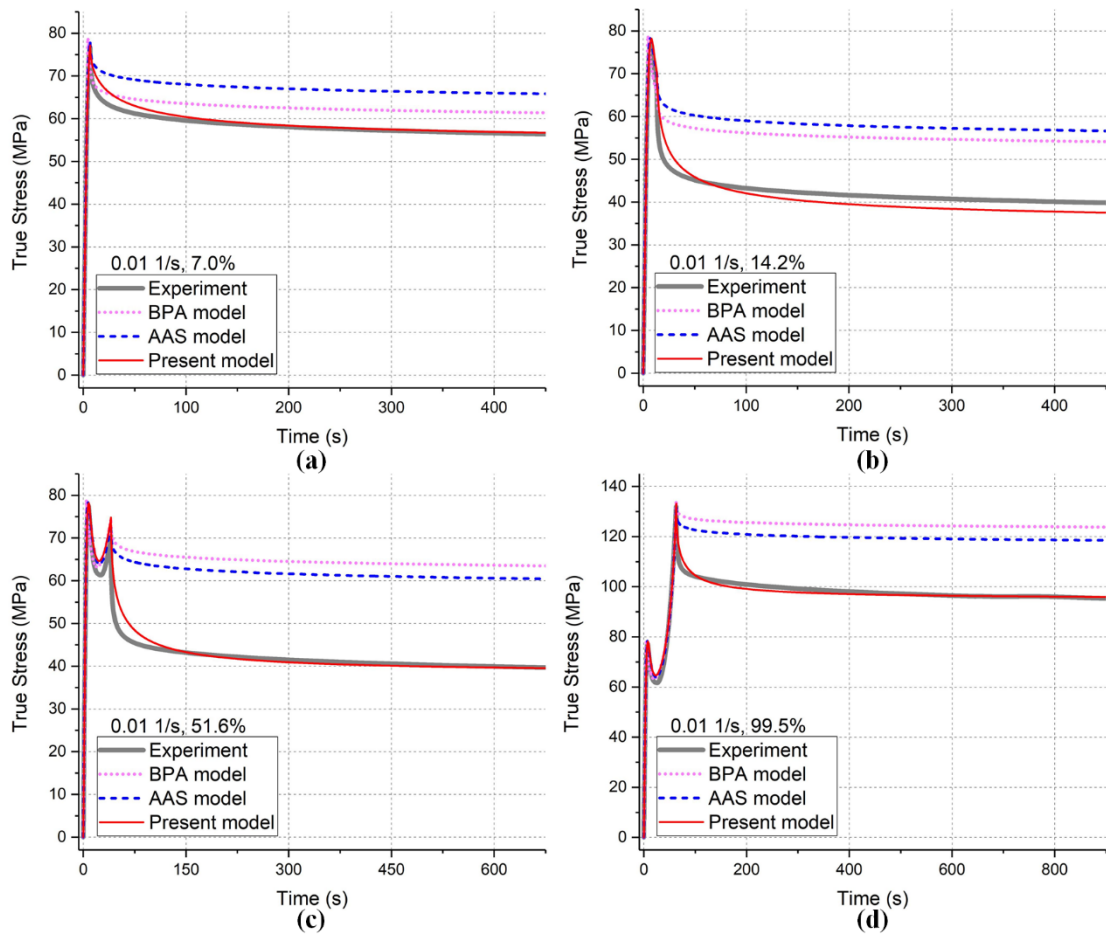 80
70
60
50
40
30
20
10
0
True Stress (MPa)
0.01 1/s, 7.0%
Experiment
BPA model
AAS model
Present model
0 100 200 300 400
Time (s)
(a)
80
70
60
50
40
30
20
10
0
True Stress (MPa)
0.01 1/s, 14.2%
Experiment
BPA model
AAS model
Present model
0 100 200 300 400
Time (s)
(b)
80
70
60
50
40
30
20
10
0
True Stress (MPa)
0.01 1/s, 51.6%
Experiment
BPA model
AAS model
Present model
0 150 300 450 600
Time (s)
(c)
140
120
100
80
60
40
20
0
True Stress (MPa)
0.01 1/s, 99.5%
Experiment
BPA model
AAS model
Present model
0 200 400 600 800
Time (s)
(d)